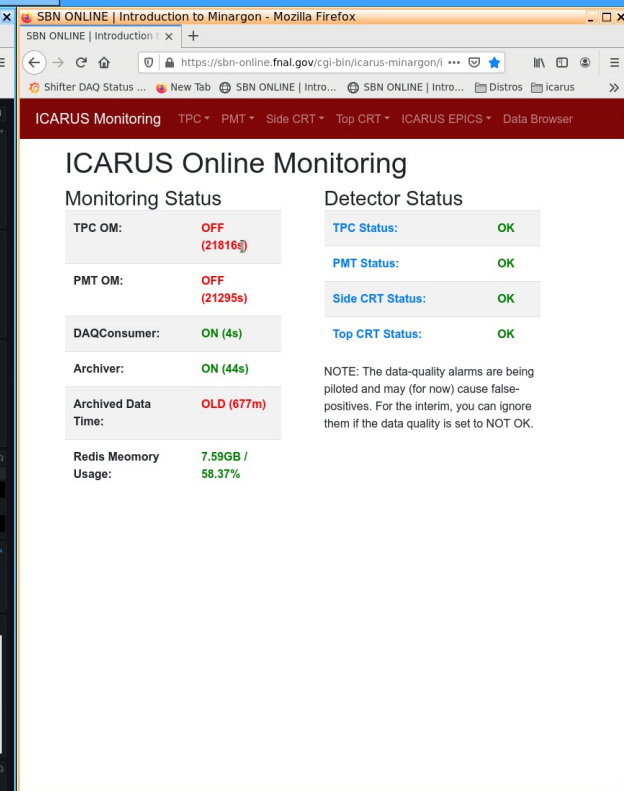 SBN ONLINE | Introduction to Minargon - Mozilla Firefox
SBN ONLINE | Introduction
https://sbn-online.fnal.gov/cgi-bin/icarus-minargon/i
Shifter DAQ Status ... New Tab SBN ONLINE | Intro... SBN ONLINE | Intro... Distros icarus
ICARUS Monitoring TPC PMT Side CRT Top CRT ICARUS EPICS Data Browser
ICARUS Online Monitoring
Monitoring Status
TPC OM: OFF
(21816s)
PMT OM: OFF
(21295s)
DAQConsumer: ON (4s)
Archiver: ON (44s)
Archived Data OLD (677m)
Time:
Redis Meomory 7.59GB /
Usage: 58.37%
Detector Status
TPC Status: OK
PMT Status: OK
Side CRT Status: OK
Top CRT Status: OK
NOTE: The data-quality alarms are being
piloted and may (for now) cause false-
positives. For the interim, you can ignore
them if the data quality is set to NOT OK.